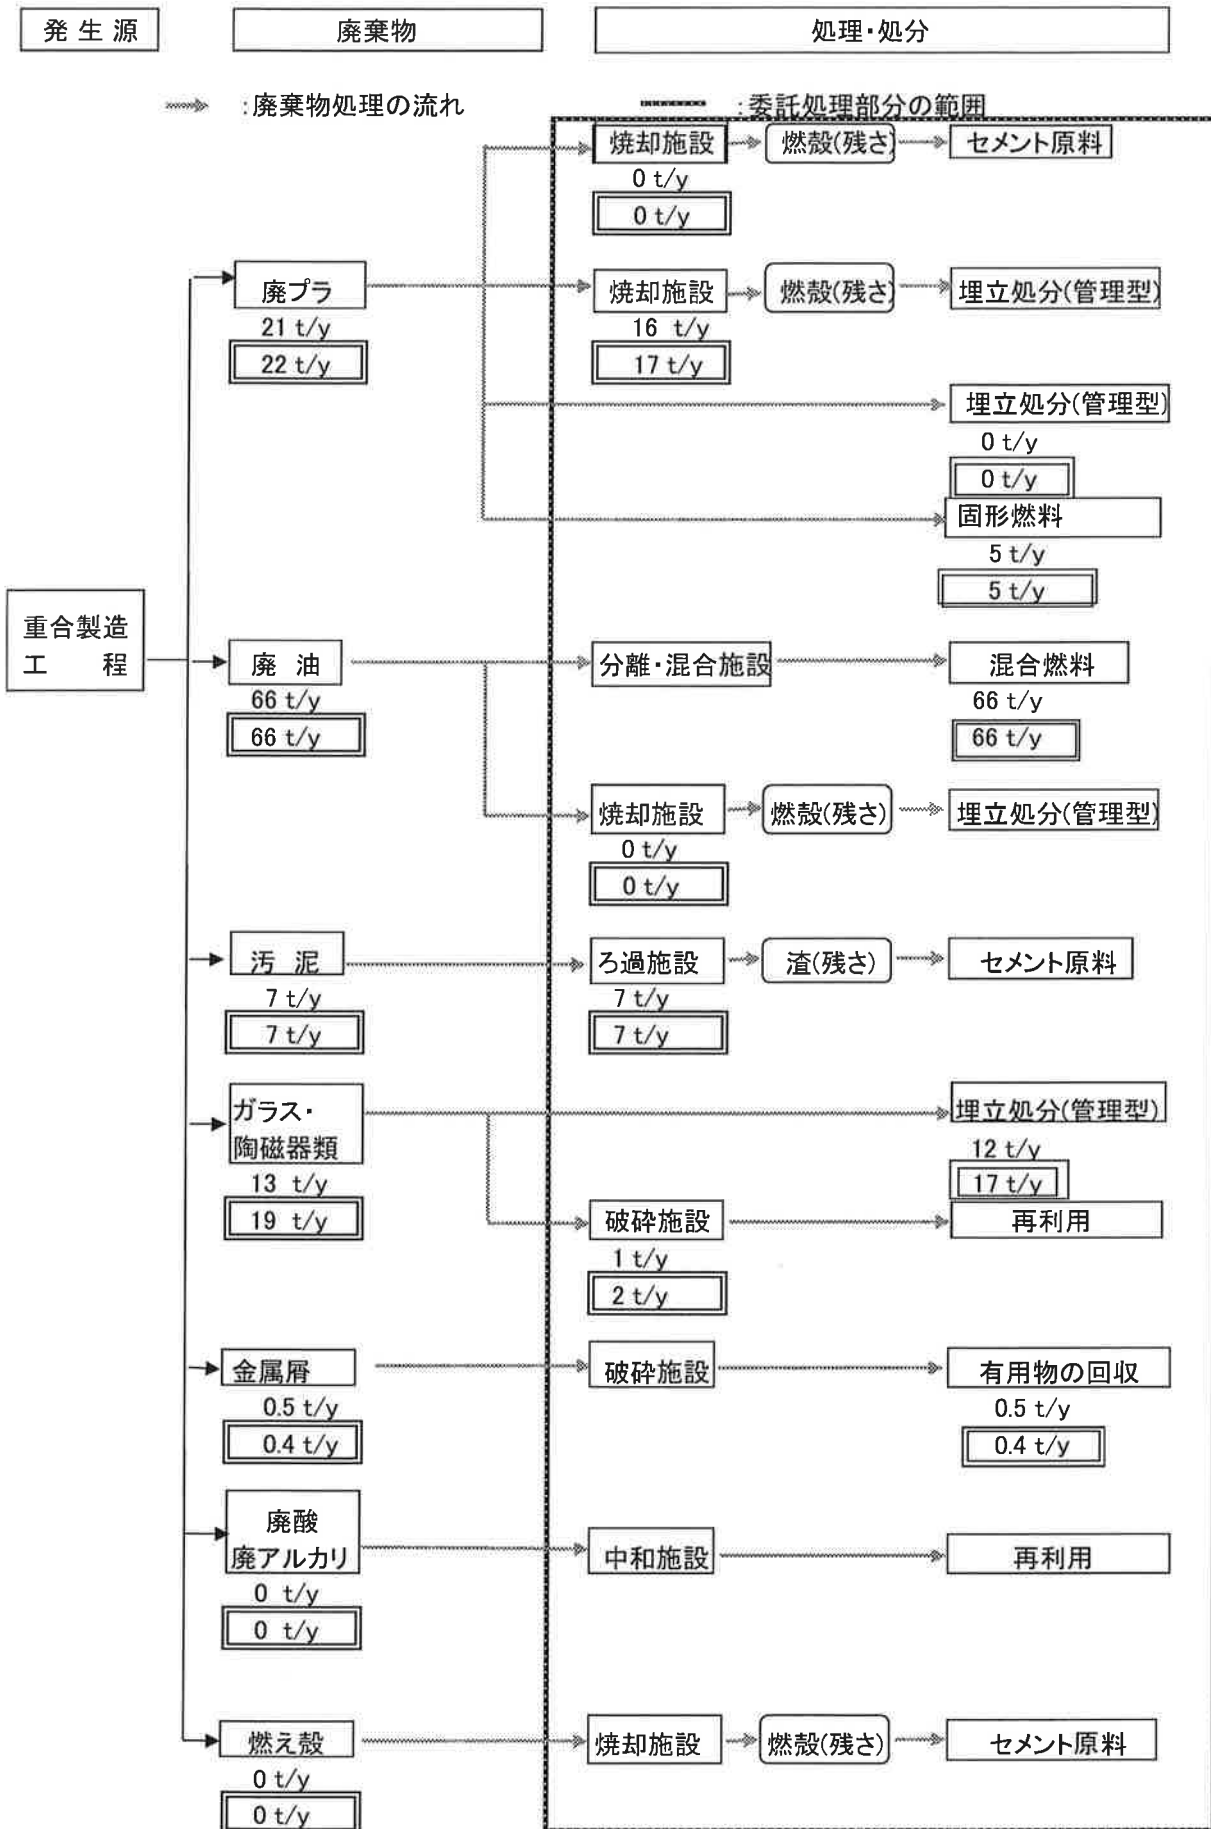 発生源
廃棄物
処理・処分
:廃棄物処理の流れ
:委託処理部分の範囲
焼却施設
燃殻(残さ)
セメント原料
0 t/y
0 t/y
廃プラ
焼却施設
燃殻(残さ)
埋立処分(管理型)
21 t/y
16 t/y
22 t/y
17 t/y
埋立処分(管理型)
0 t/y
0 t/y
固形燃料
5 t/y
5 t/y
重合製造
工 程
廃 油
分離・混合施設
混合燃料
66 t/y
66 t/y
66 t/y
66 t/y
焼却施設
燃殻(残さ)
埋立処分(管理型)
0 t/y
0 t/y
汚 泥
ろ過施設
渣(残さ)
セメント原料
7 t/y
7 t/y
7 t/y
7 t/y
ガラス・
陶磁器類
埋立処分(管理型)
13 t/y
12 t/y
19 t/y
17 t/y
破砕施設
再利用
1 t/y
2 t/y
金属屑
破砕施設
有用物の回収
0.5 t/y
0.5 t/y
0.4 t/y
0.4 t/y
廃酸
廃アルカリ
中和施設
再利用
0 t/y
0 t/y
燃え殻
焼却施設
燃殻(残さ)
セメント原料
0 t/y
0 t/y